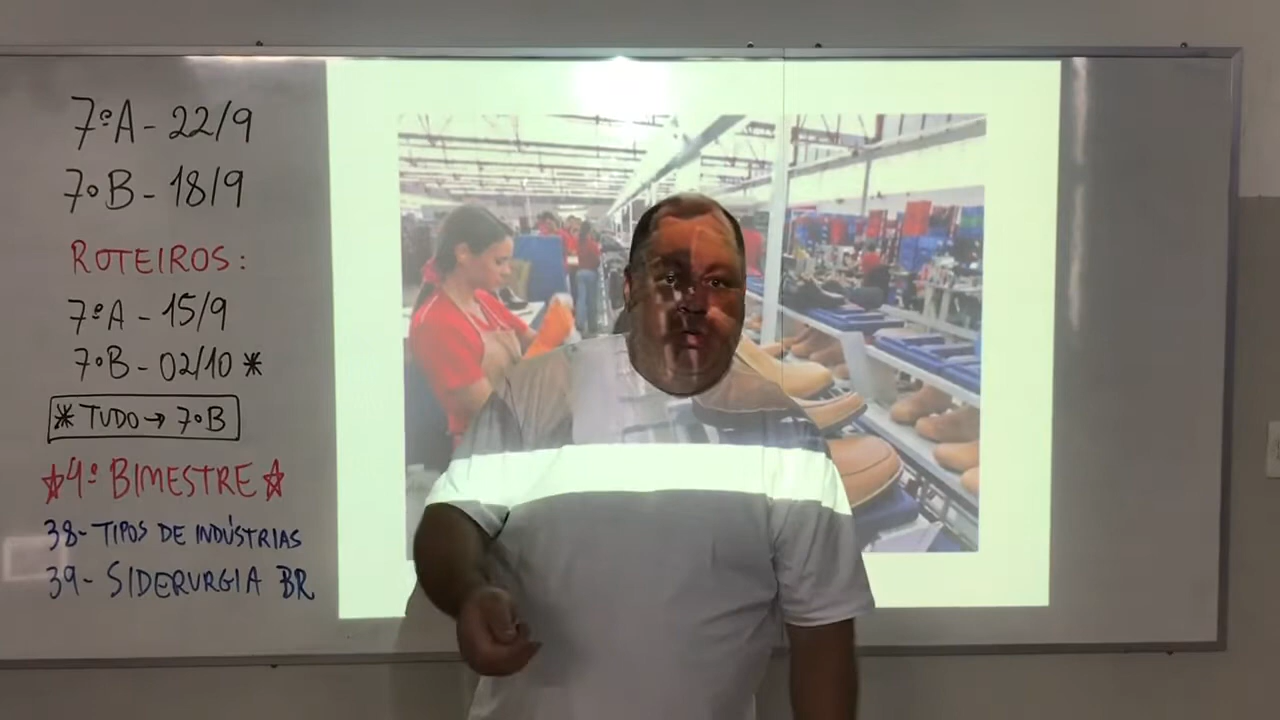 7ºA - 22/9
7ºB - 18/9
ROTEIROS:
7ºA - 15/9
7ºB - 02/10 *
* TUDO → 7ºB
☆4º BIMESTRE☆
38- TIPOS DE INDÚSTRIAS
39- SIDERURGIA BR